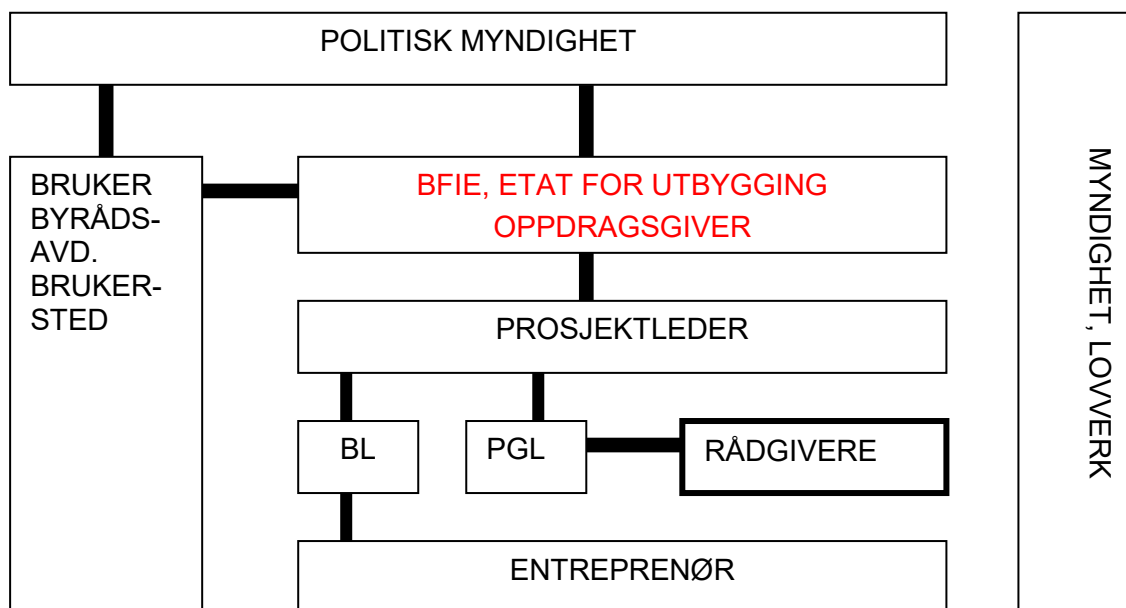 POLITISK MYNDIGHET
BRUKER
BYRÅDS-
AVD.
BRUKER-
STED
BFIE, ETAT FOR UTBYGGING
OPPDRAGSGIVER
PROSJEKTLEDER
BL
PGL
RÅDGIVERE
ENTREPRENØR
MYNDIGHET, LOVVERK